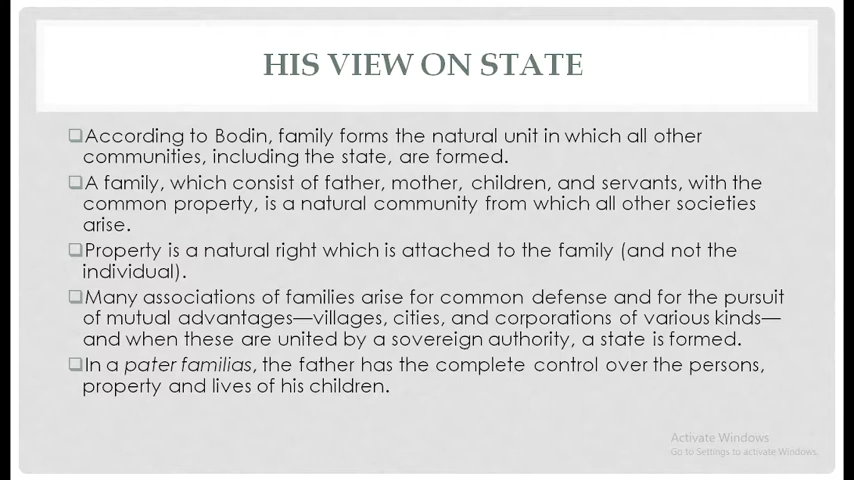 HIS VIEW ON STATE
❑According to Bodin, family forms the natural unit in which all other
communities, including the state, are formed.
❑A family, which consist of father, mother, children, and servants, with the
common property, is a natural community from which all other societies
arise.
❑Property is a natural right which is attached to the family (and not the
individual).
❑Many associations of families arise for common defense and for the pursuit
of mutual advantages—villages, cities, and corporations of various kinds—
and when these are united by a sovereign authority, a state is formed.
❑In a pater familias, the father has the complete control over the persons,
property and lives of his children.
Activate Windows
Go to Settings to activate Windows.